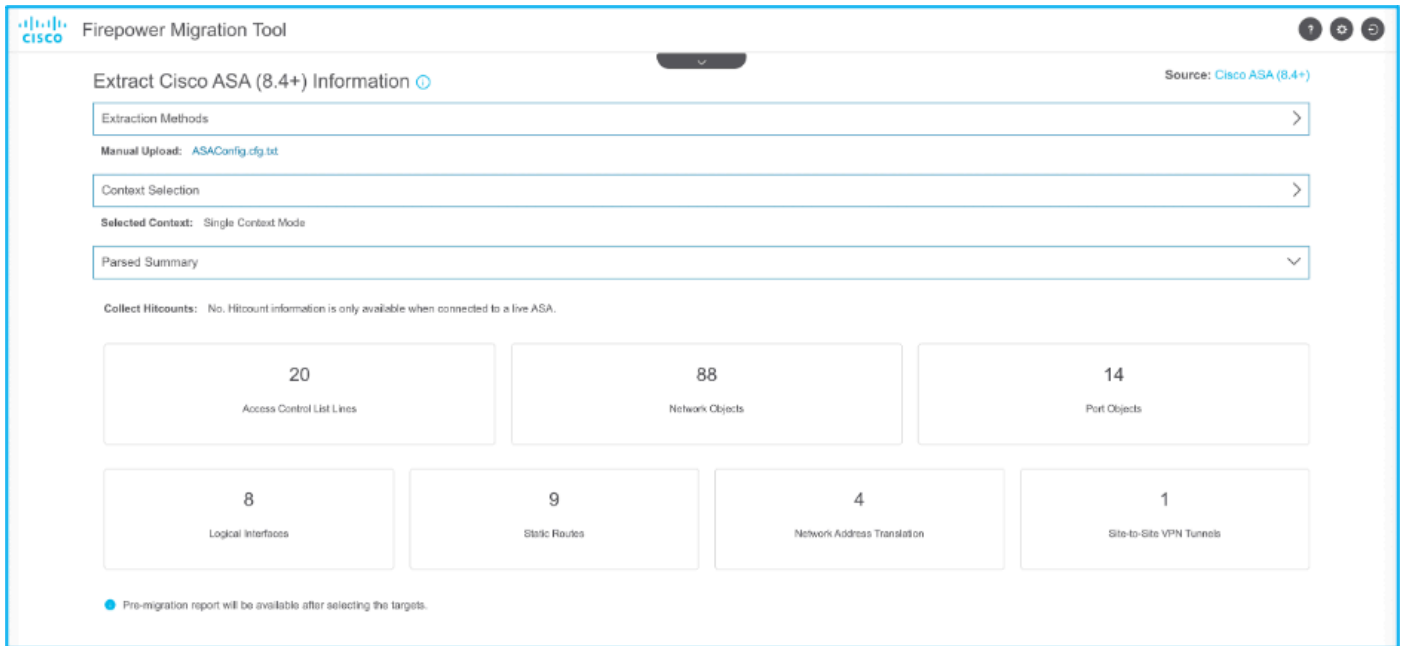 CISCO
Firepower Migration Tool
?
Extract Cisco ASA (8.4+) Information
Source: Cisco ASA (8.4+)
Extraction Methods
Manual Upload: ASAConfig.cfg.txt
Context Selection
Selected Context: Single Context Mode
Parsed Summary
Collect Hitcounts: No. Hitcount information is only available when connected to a live ASA.
20
Access Control List Lines
88
Network Objects
14
Port Objects
8
Logical Interfaces
9
Static Routes
4
Network Address Translation
1
Site-to-Site VPN Tunnels
Pre-migration report will be available after selecting the targets.